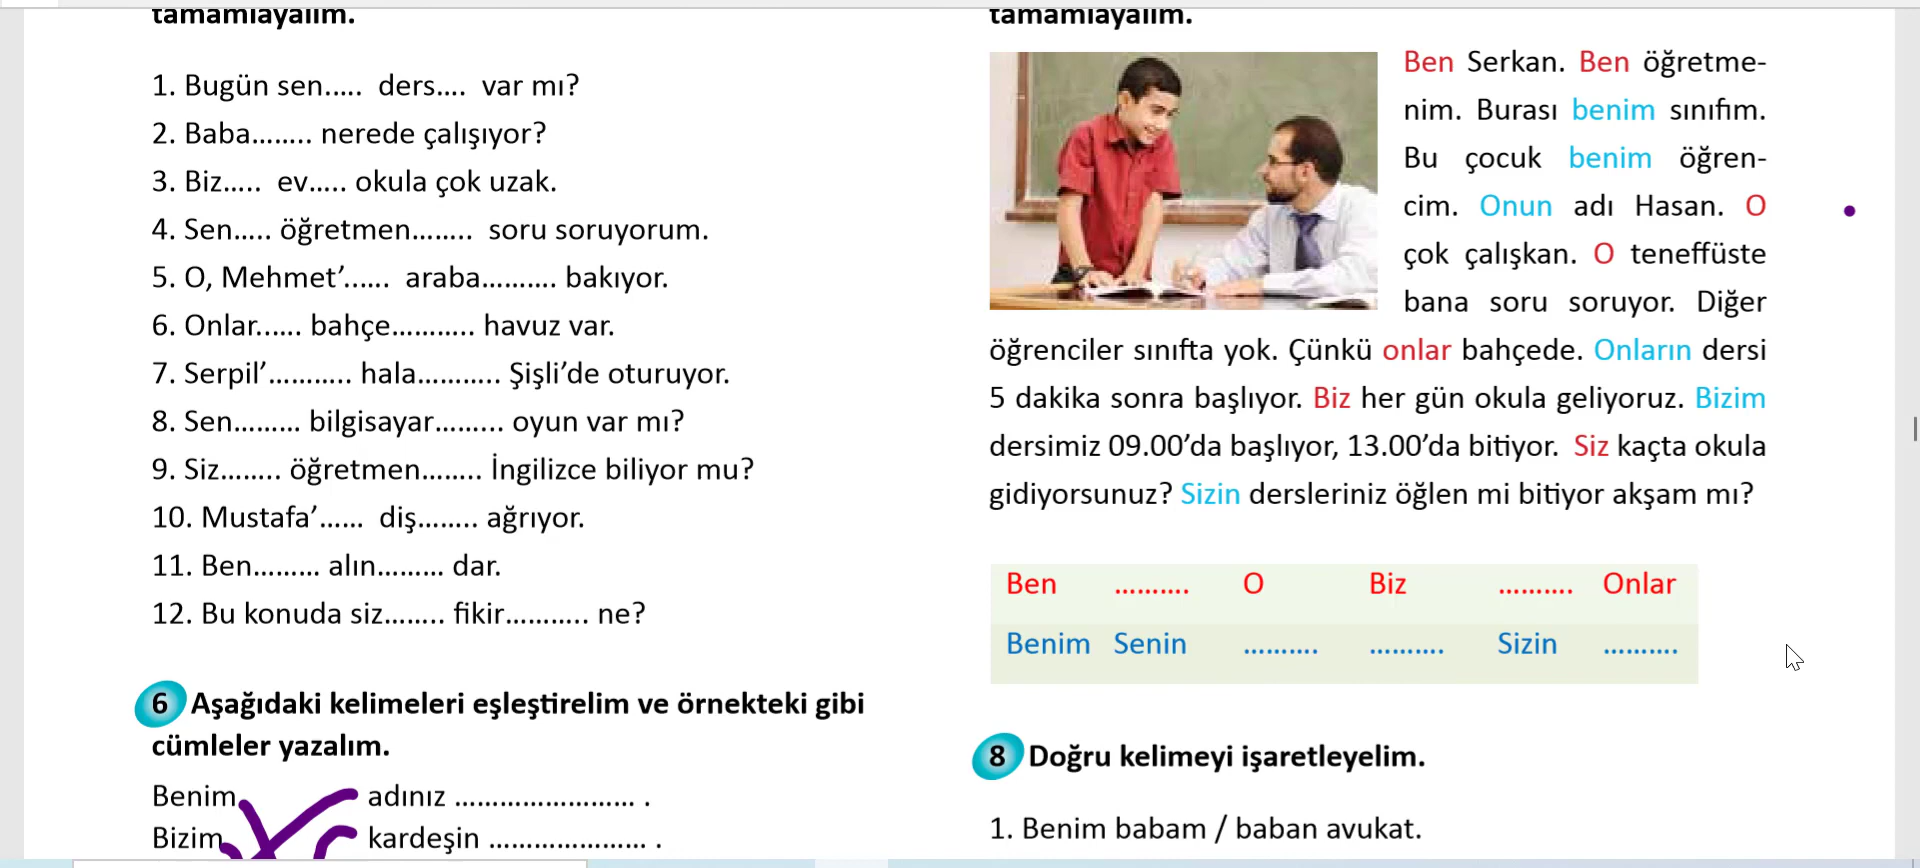 tamamlayalım.
1. Bugün sen..... ders.... var mı?
2. Baba........ nerede çalışıyor?
3. Biz..... ev..... okula çok uzak.
4. Sen..... öğretmen........ soru soruyorum.
5. O, Mehmet’...... araba.......... bakıyor.
6. Onlar...... bahçe........... havuz var.
7. Serpil’........... hala........... Şişli’de oturuyor.
8. Sen......... bilgisayar......... oyun var mı?
9. Siz........ öğretmen........ İngilizce biliyor mu?
10. Mustafa’...... diş........ ağrıyor.
11. Ben......... alın......... dar.
12. Bu konuda siz........ fikir........... ne?
6 Aşağıdaki kelimeleri eşleştirelim ve örnekteki gibi
cümleler yazalım.
Benim adınız ........................ .
Bizim kardeşin ..................... .
tamamlayalım.
Ben Serkan. Ben öğretme-
nim. Burası benim sınıfım.
Bu çocuk benim öğren-
cim. Onun adı Hasan. O
çok çalışkan. O teneffüste
bana soru soruyor. Diğer
öğrenciler sınıfta yok. Çünkü onlar bahçede. Onların dersi
5 dakika sonra başlıyor. Biz her gün okula geliyoruz. Bizim
dersimiz 09.00’da başlıyor, 13.00’da bitiyor. Siz kaçta okula
gidiyorsunuz? Sizin dersleriniz öğlen mi bitiyor akşam mı?
Ben .......... O Biz .......... Onlar
Benim Senin .......... .......... Sizin ..........
8 Doğru kelimeyi işaretleyelim.
1. Benim babam / baban avukat.